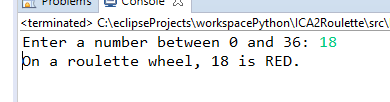 Problems Console
<terminated> C:\eclipseProjects\workspacePython\ICA2Roulette\src\
Enter a number between 0 and 36: 18
On a roulette wheel, 18 is RED.